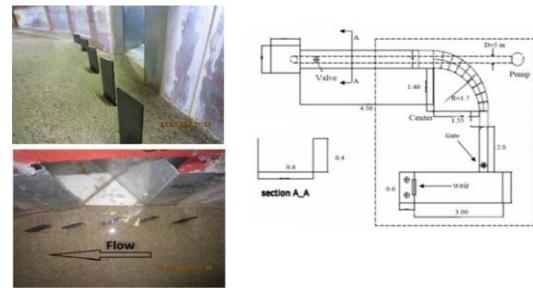 Flow
A
A
D=5 in
Valve
Pump
1.40
R=1.7
4.50
Center
1.55
Gate
2.0
0.6
0.4
section A_A
0.6
weir
3.00